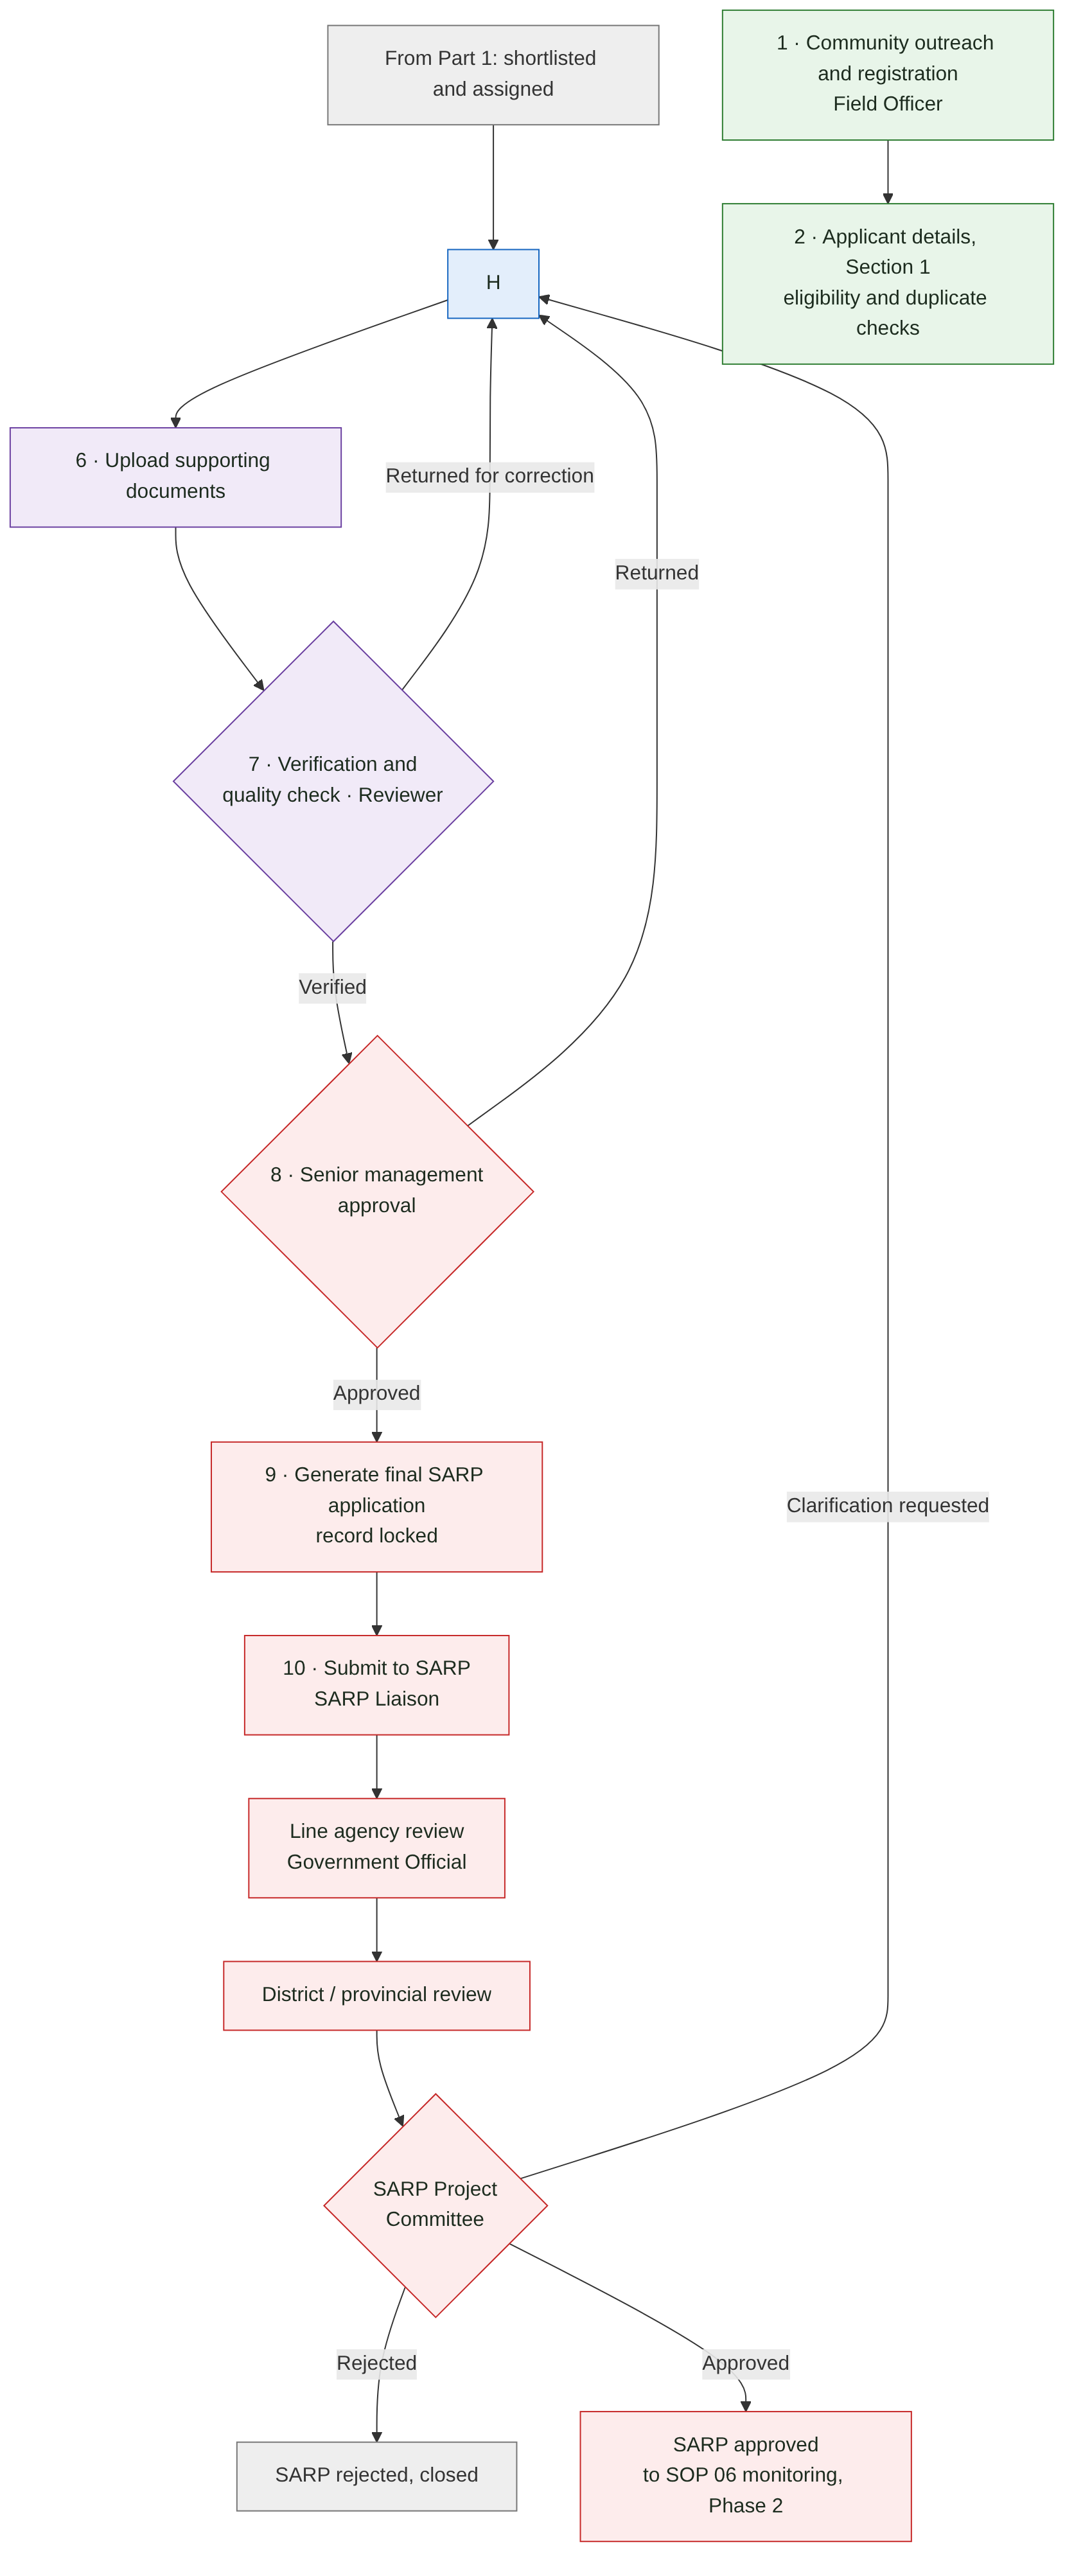 From Part 1: shortlisted
and assigned
1 · Community outreach
and registration
Field Officer
2 · Applicant details,
Section 1
eligibility and duplicate
checks
H
6 · Upload supporting
documents
Returned for correction
Returned
7 · Verification and
quality check · Reviewer
Verified
8 · Senior management
approval
Approved
9 · Generate final SARP
application
record locked
Clarification requested
10 · Submit to SARP
SARP Liaison
Line agency review
Government Official
District / provincial review
SARP Project
Committee
Rejected
Approved
SARP rejected, closed
SARP approved
to SOP 06 monitoring,
Phase 2